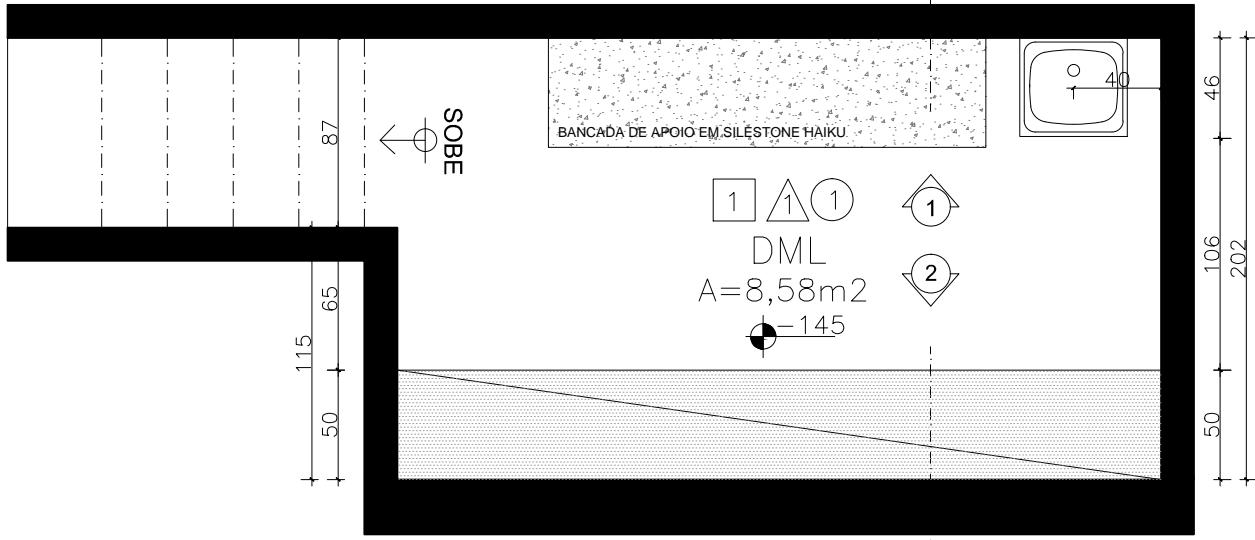 40
46
87
SOBE
BANCADA DE APOIO EM SILESTONE HAIKU
1 1 1
1
DML
106
202
2
A=8,58m2
65
-145
115
50
50